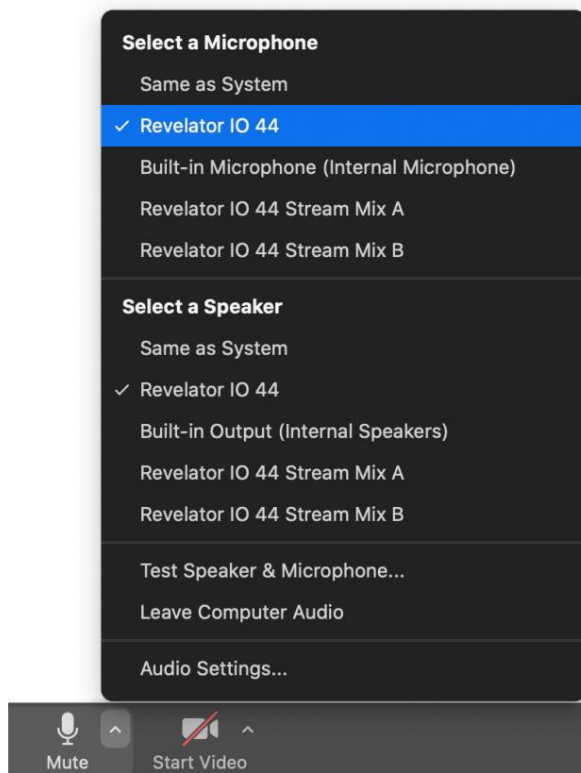 Select a Microphone
Same as System
✓ Revelator IO 44
Built-in Microphone (Internal Microphone)
Revelator IO 44 Stream Mix A
Revelator IO 44 Stream Mix B
Select a Speaker
Same as System
✓ Revelator IO 44
Built-in Output (Internal Speakers)
Revelator IO 44 Stream Mix A
Revelator IO 44 Stream Mix B
Test Speaker & Microphone...
Leave Computer Audio
Audio Settings...
Mute
Start Video